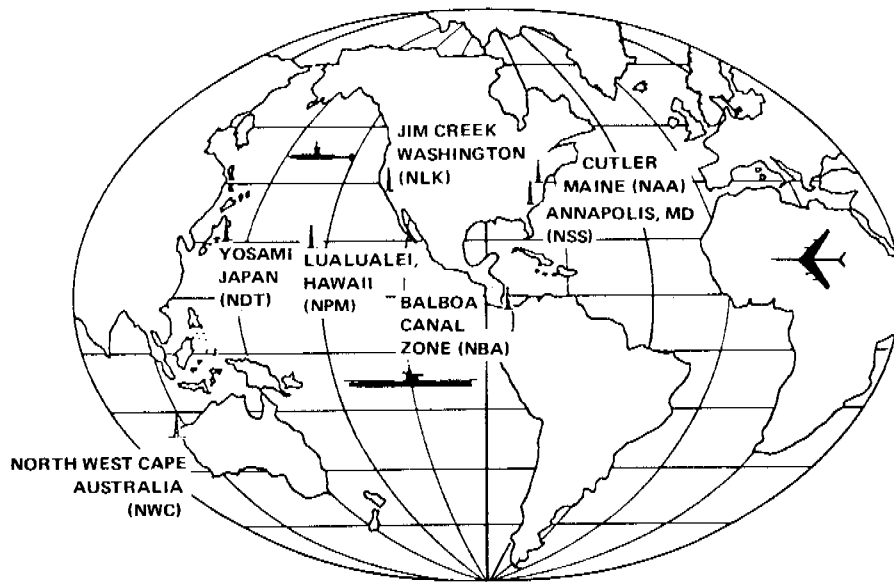 JIM CREEK
WASHINGTON
(NLK)
CUTLER
MAINE (NAA)
ANNAPOLIS, MD
(NSS)
YOSAMI
JAPAN
(NDT)
LUALUALEI,
HAWAII
(NPM)
BALBOA
CANAL
ZONE (NBA)
NORTH WEST CAPE
AUSTRALIA
(NWC)